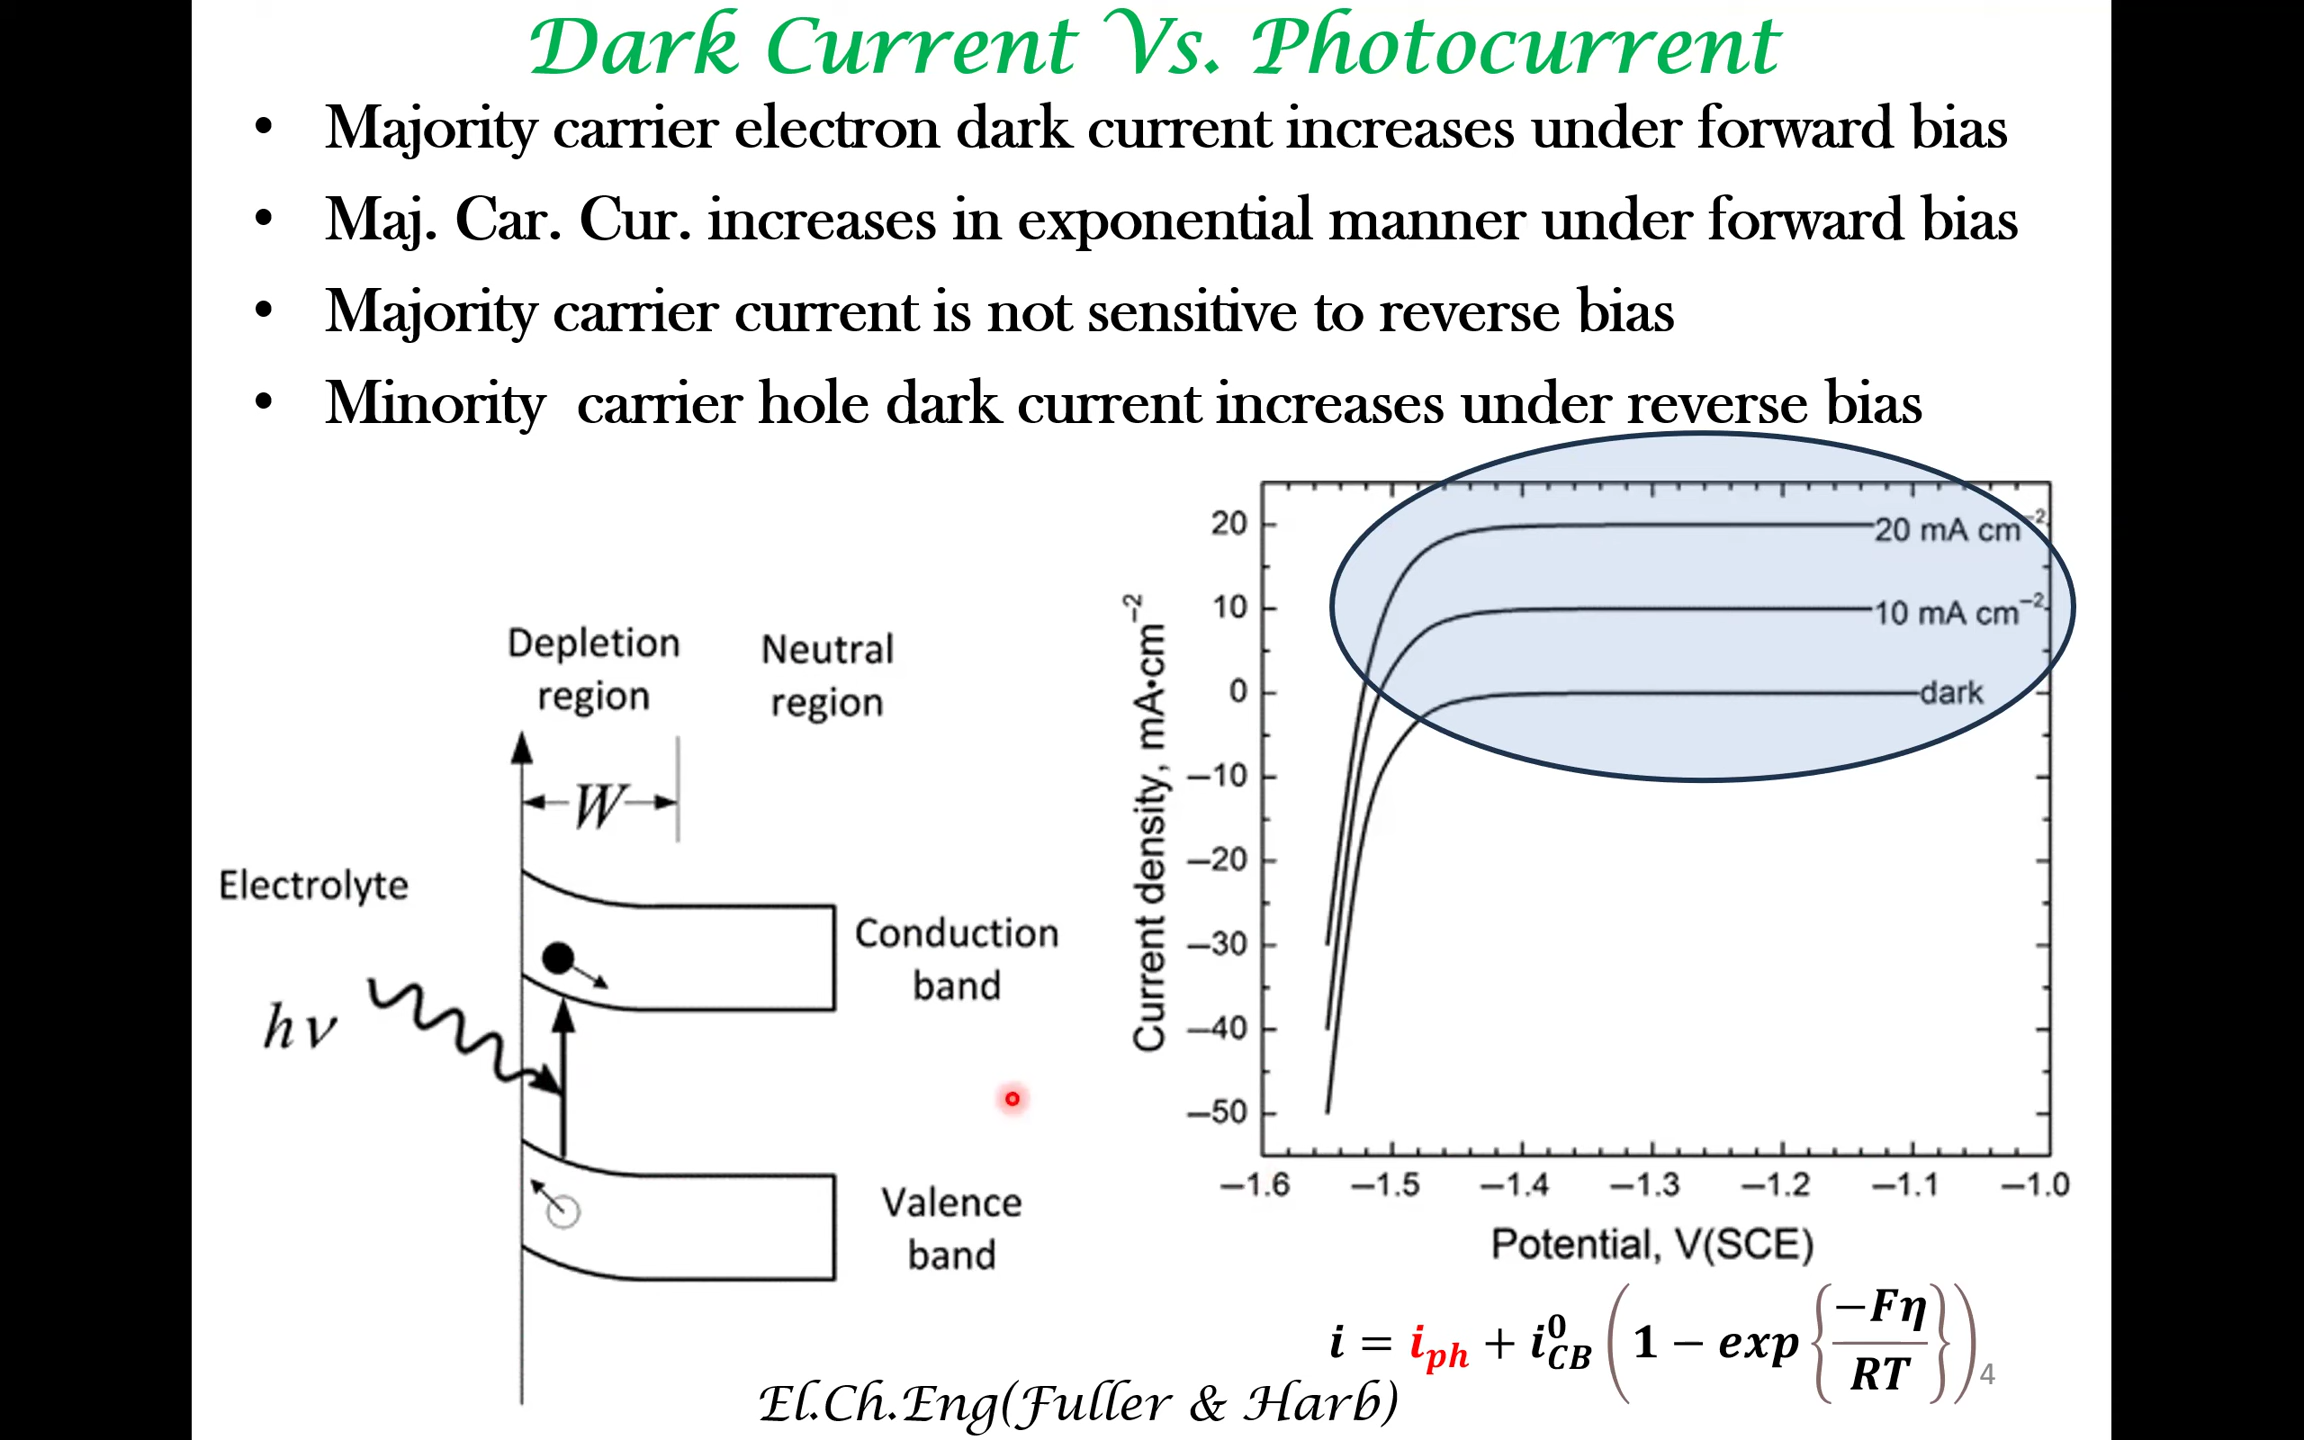 Dark Current Vs. Photocurrent
• Majority carrier electron dark current increases under forward bias
• Maj. Car. Cur. increases in exponential manner under forward bias
• Majority carrier current is not sensitive to reverse bias
• Minority carrier hole dark current increases under reverse bias
Depletion
region
Neutral
region
W
Electrolyte
Conduction
band
hν
Valence
band
Current density, mA•cm⁻²
20
10
0
−10
−20
−30
−40
−50
20 mA cm⁻²
10 mA cm⁻²
dark
−1.6 −1.5 −1.4 −1.3 −1.2 −1.1 −1.0
Potential, V(SCE)
i = i_ph + i⁰_CB (1 − exp{−Fη/RT})
4
El.Ch.Eng(Fuller & Harb)